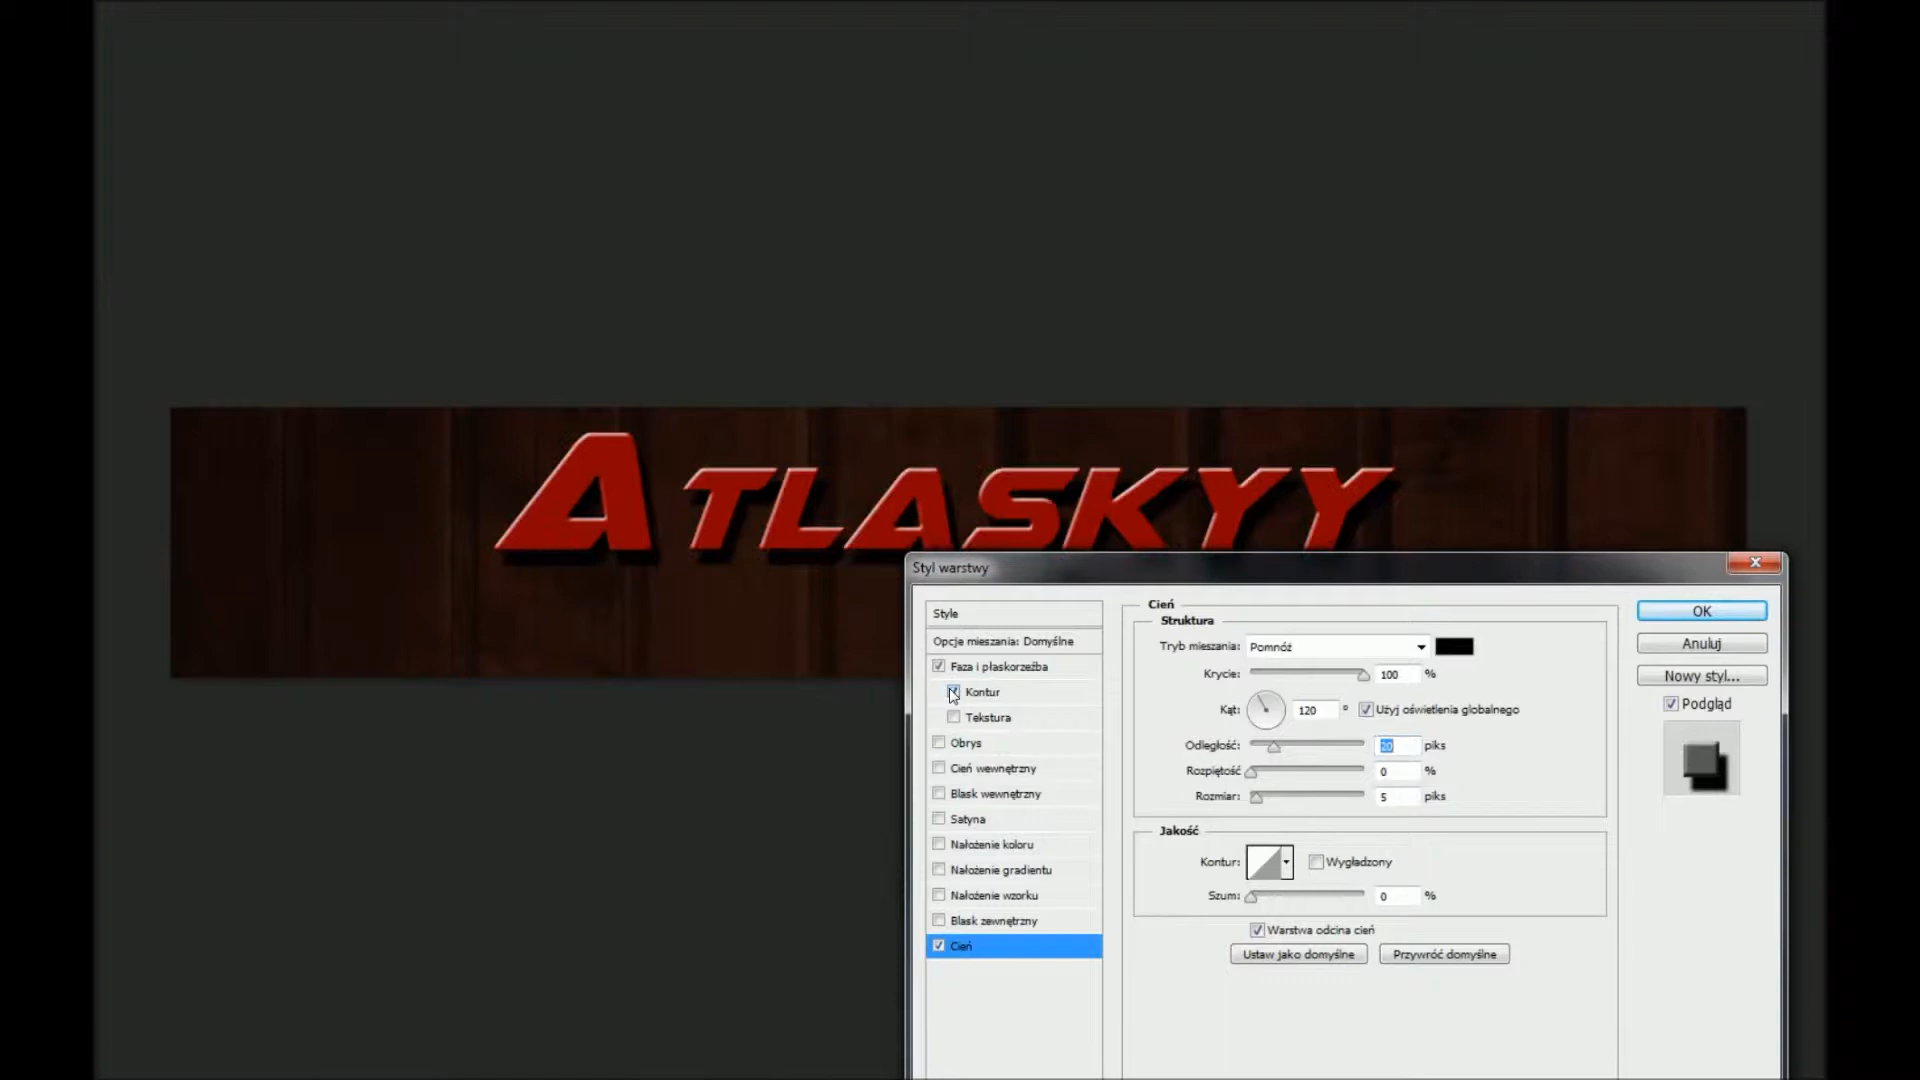 ATLASKYY
Styl warstwy
Style
Opcje mieszania: Domyślne
Faza i płaskorzeźba
Kontur
Tekstura
Obrys
Cień wewnętrzny
Blask wewnętrzny
Satyna
Nałożenie koloru
Nałożenie gradientu
Nałożenie wzorku
Blask zewnętrzny
Cień
Cień
Struktura
Tryb mieszania: Pomnóż
Krycie: 100 %
Kąt: 120 ° Użyj oświetlenia globalnego
Odległość: 20 piks
Rozpiętość 0 %
Rozmiar: 5 piks
Jakość
Kontur: Wygładzony
Szum: 0 %
Warstwa odcina cień
Ustaw jako domyślne Przywróć domyślne
OK
Anuluj
Nowy styl...
Podgląd